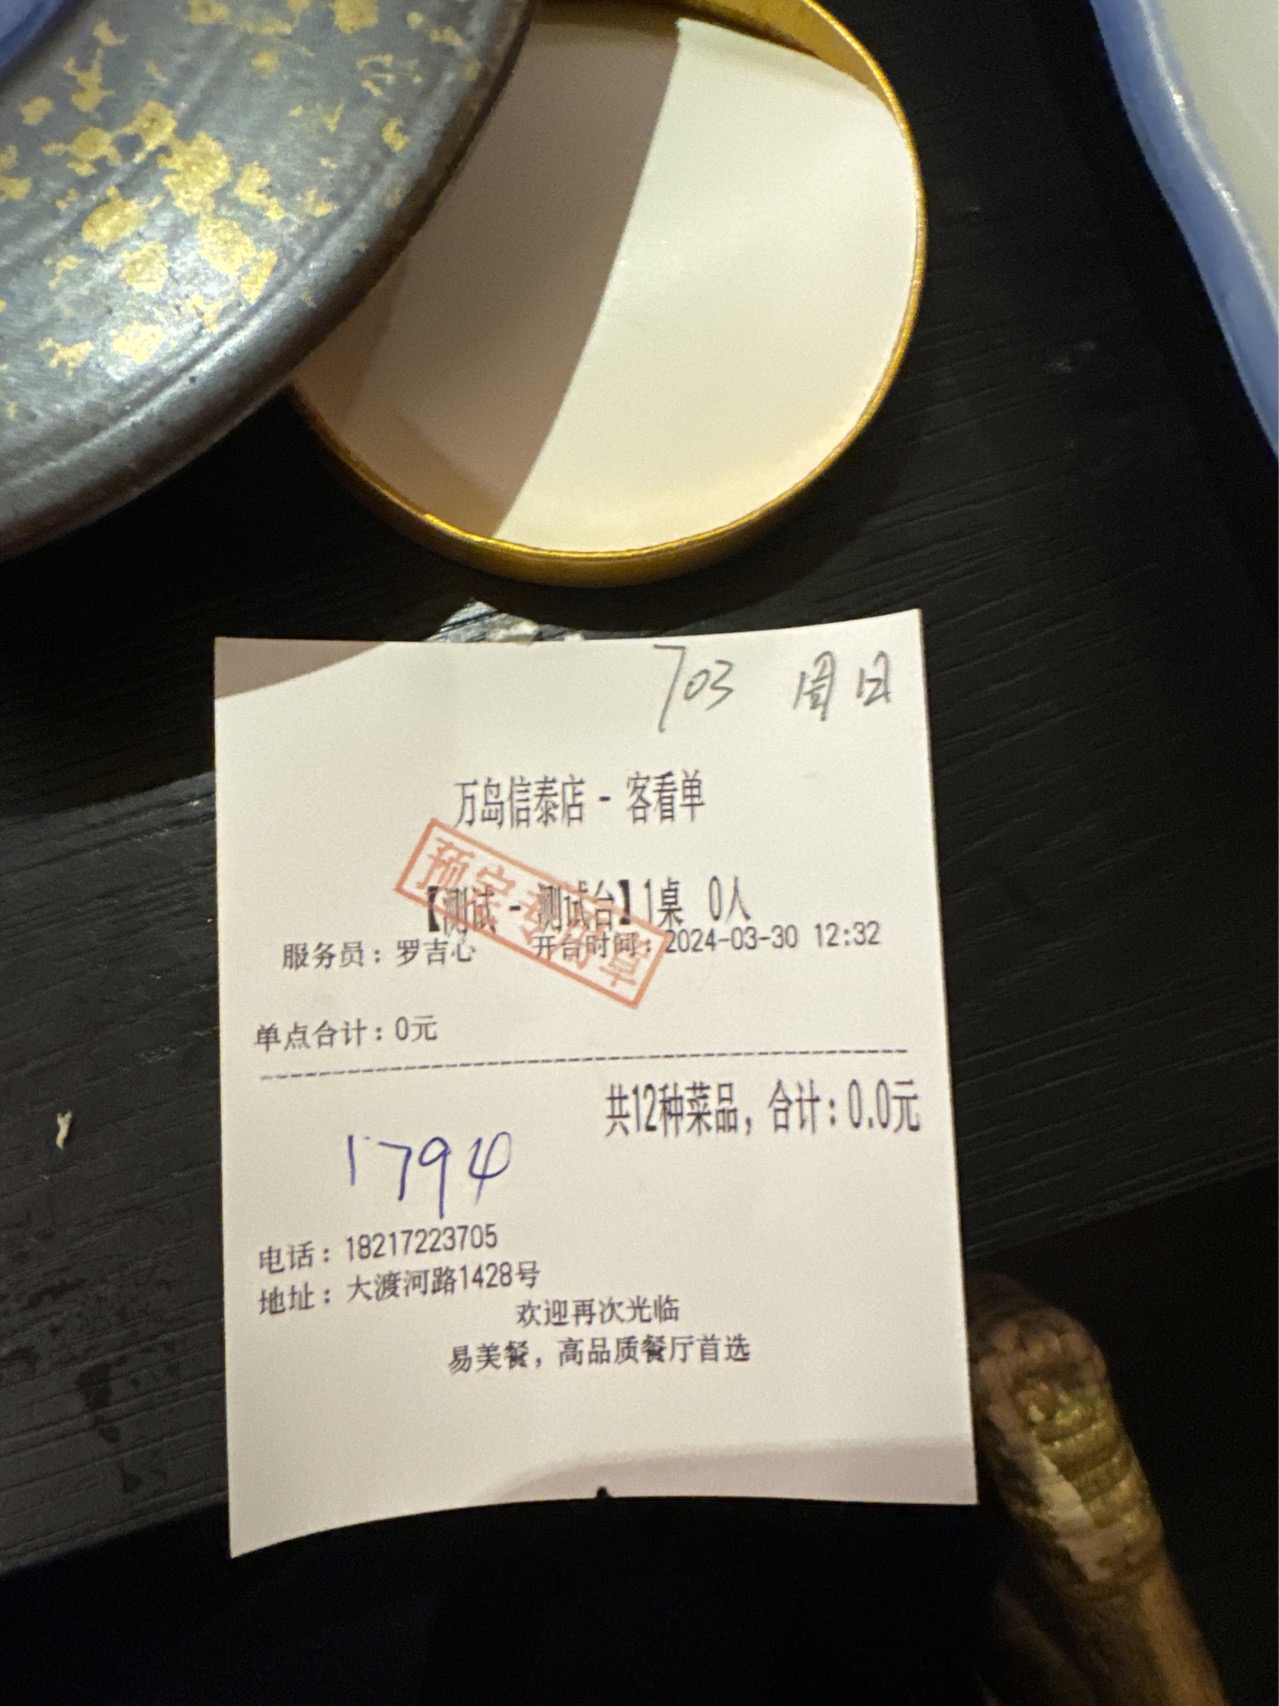 703 周日
万岛信泰店 - 客看单
【测试 - 测试台】1桌 0人
预定专用章
服务员：罗吉心 开台时间：2024-03-30 12:32
单点合计：0元
共12种菜品，合计：0.0元
1794
电话：18217223705
地址：大渡河路1428号
欢迎再次光临
易美餐，高品质餐厅首选